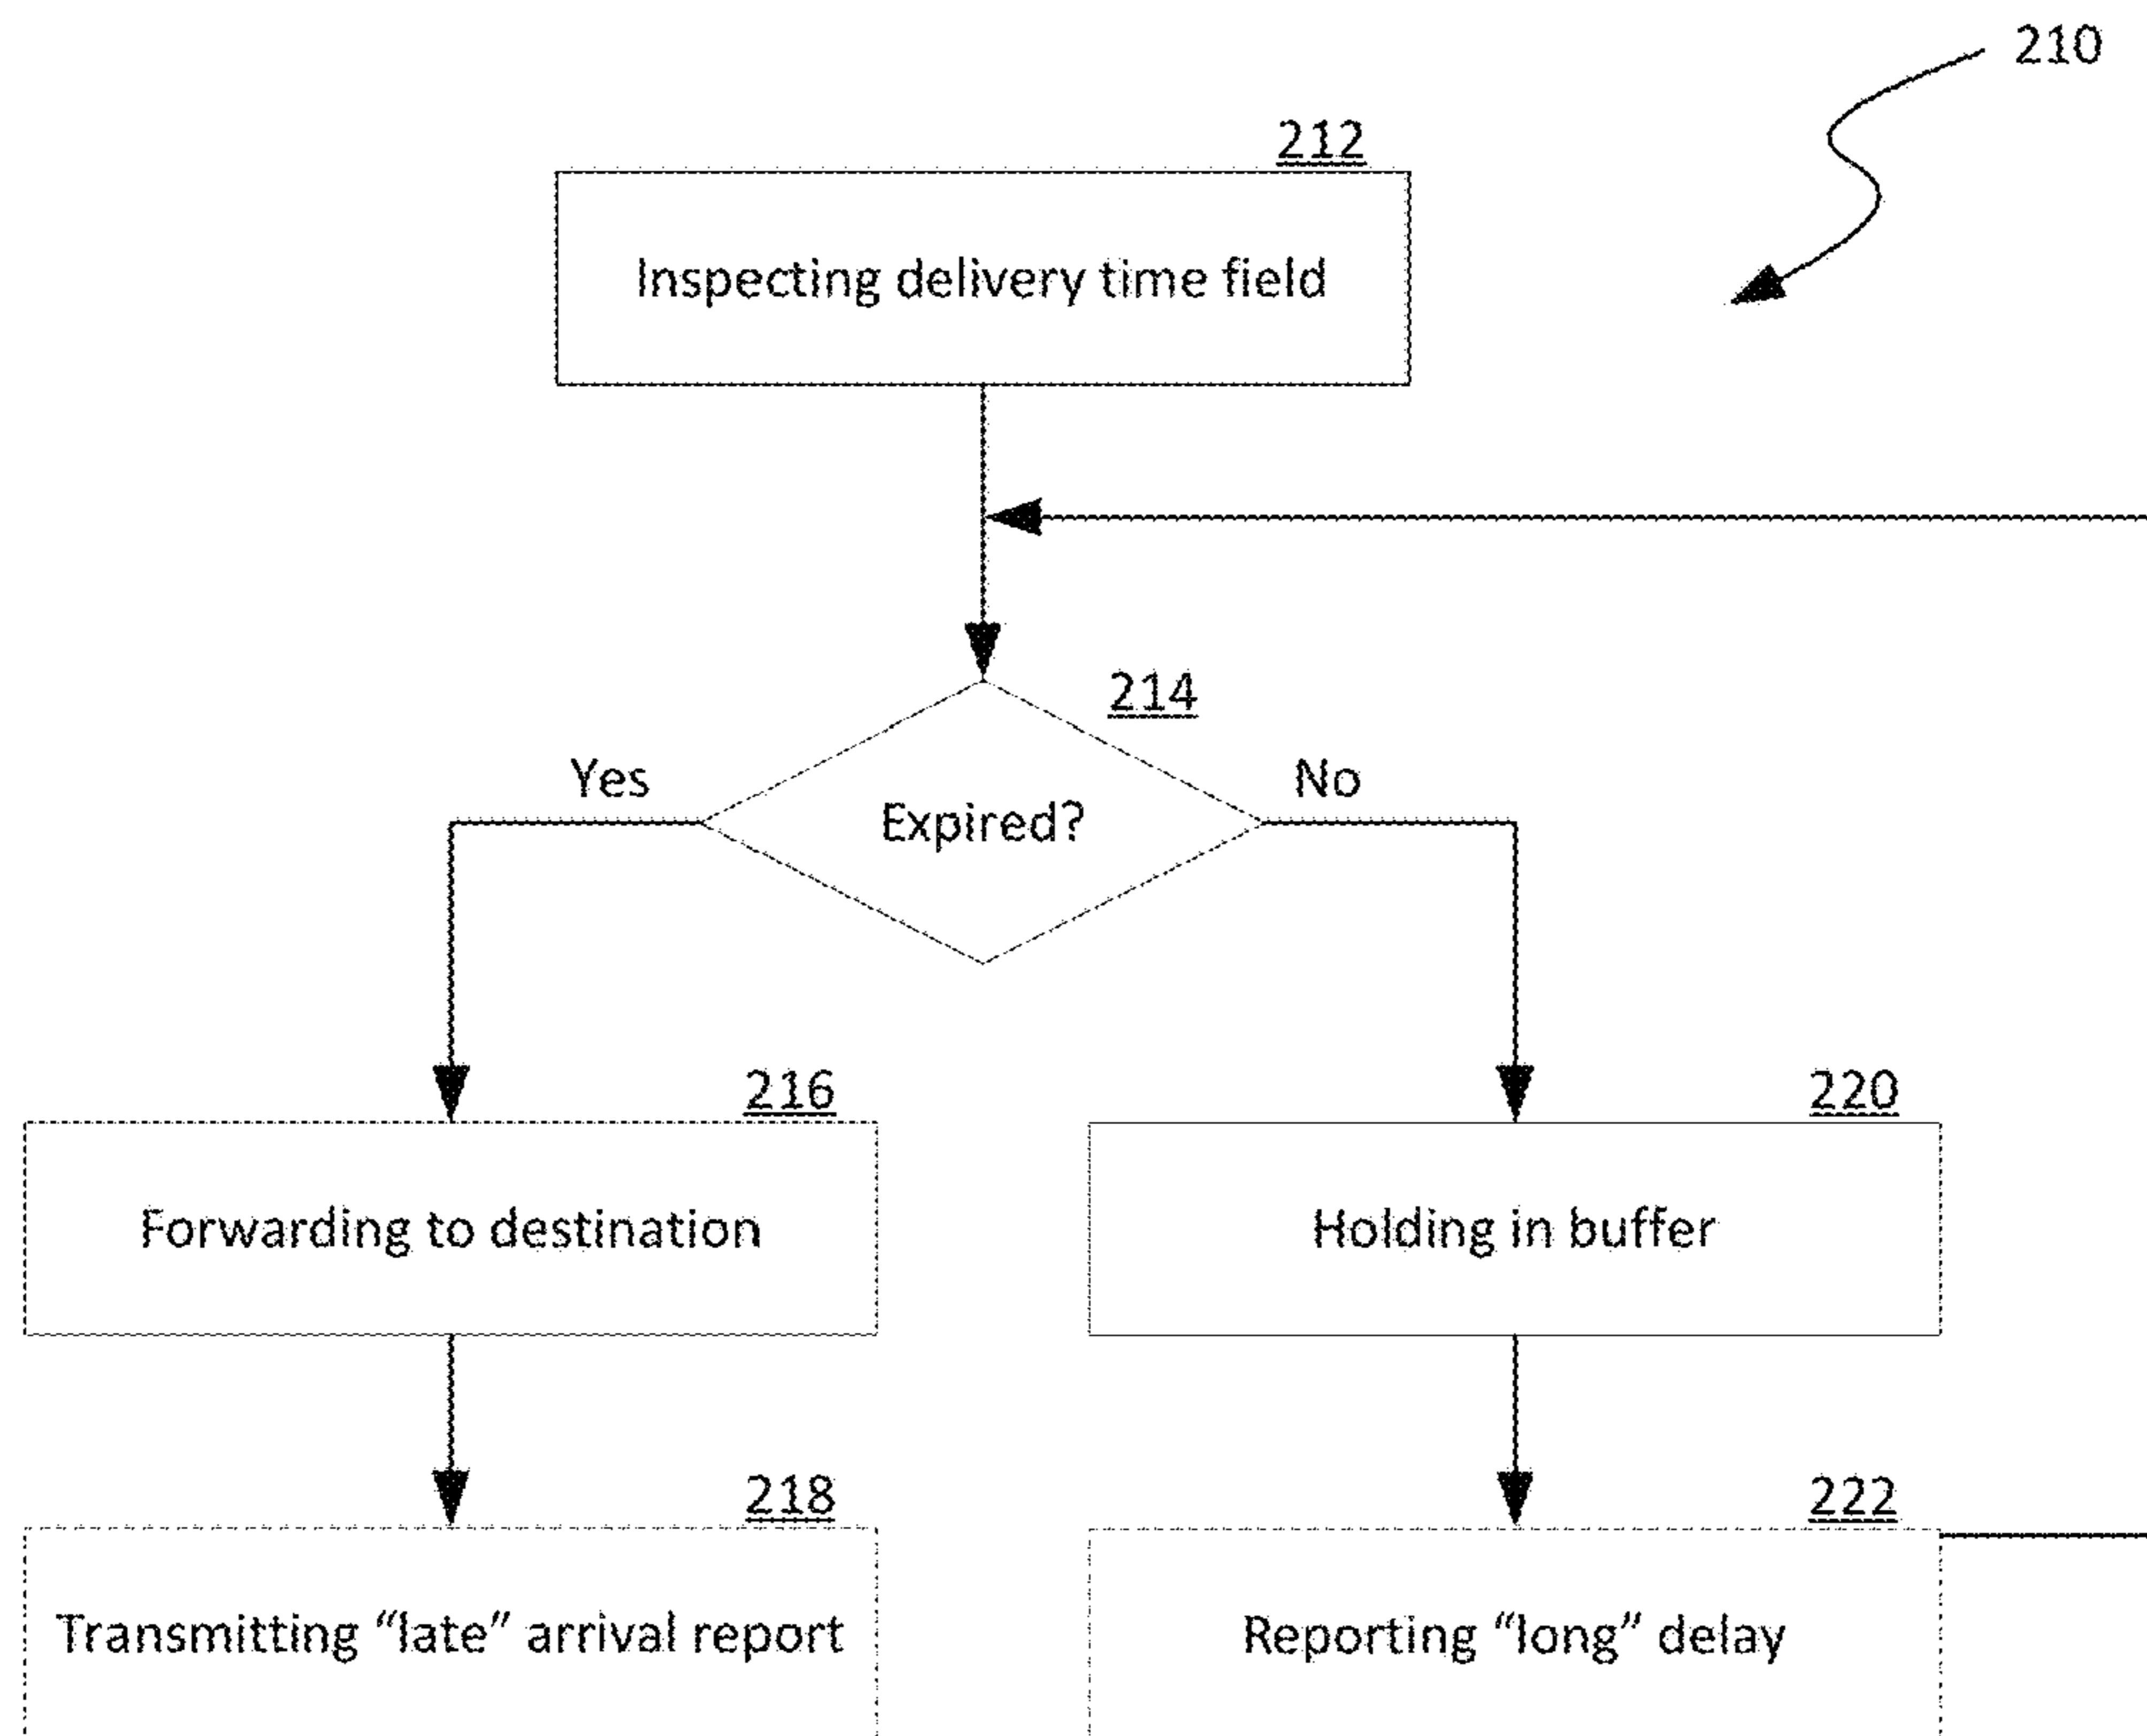 210
212
Inspecting delivery time field
214
Yes
No
Expired?
216
220
Forwarding to destination
Holding in buffer
218
222
Transmitting “late” arrival report
Reporting “long” delay